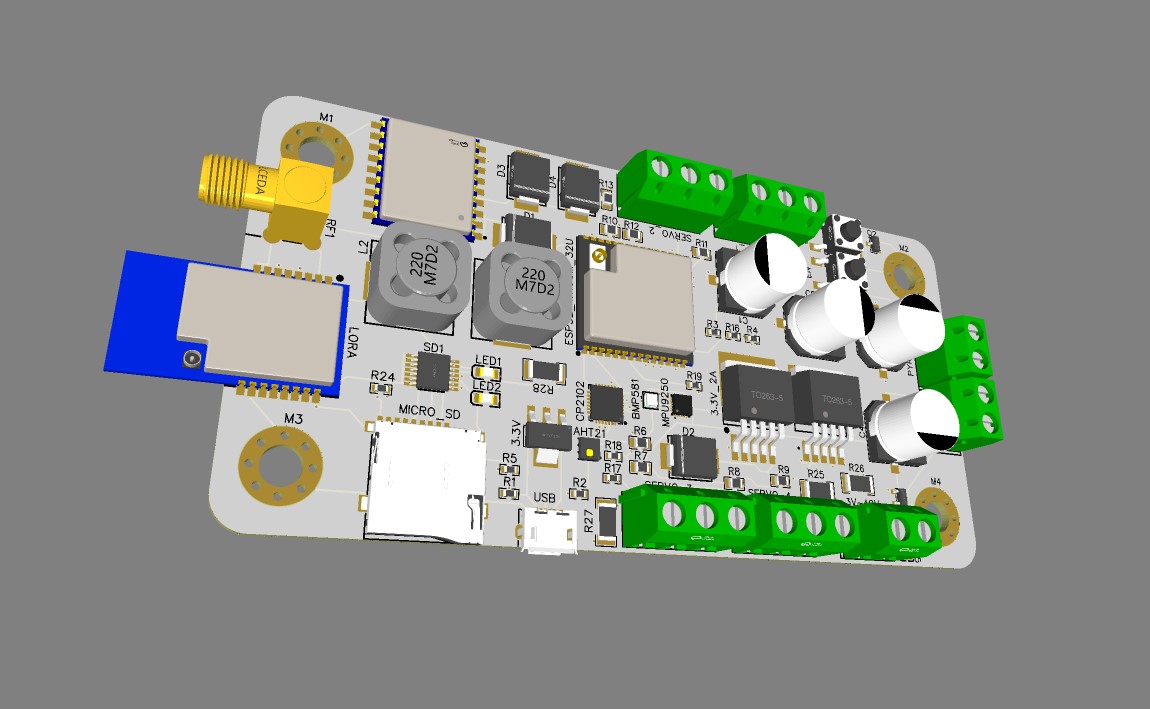 M1
CCEDA
RF1
D3
D4
R13
R10
R12
SERVO_2
R11
D1
M2
L2
220
M7D2
220
M7D2
LORA
C1
R3
R16
R4
SD1
LED1
LED2
R24
R28
R19
3.3V_2A
TO263-5
TO263-5
CP2102
BMP581
MPU9250
MICRO_SD
M3
3.3V
AHT21
R6
R18
R7
R17
D2
R5
R1
R2
R8
R9
R25
R26
M4
USB
R27